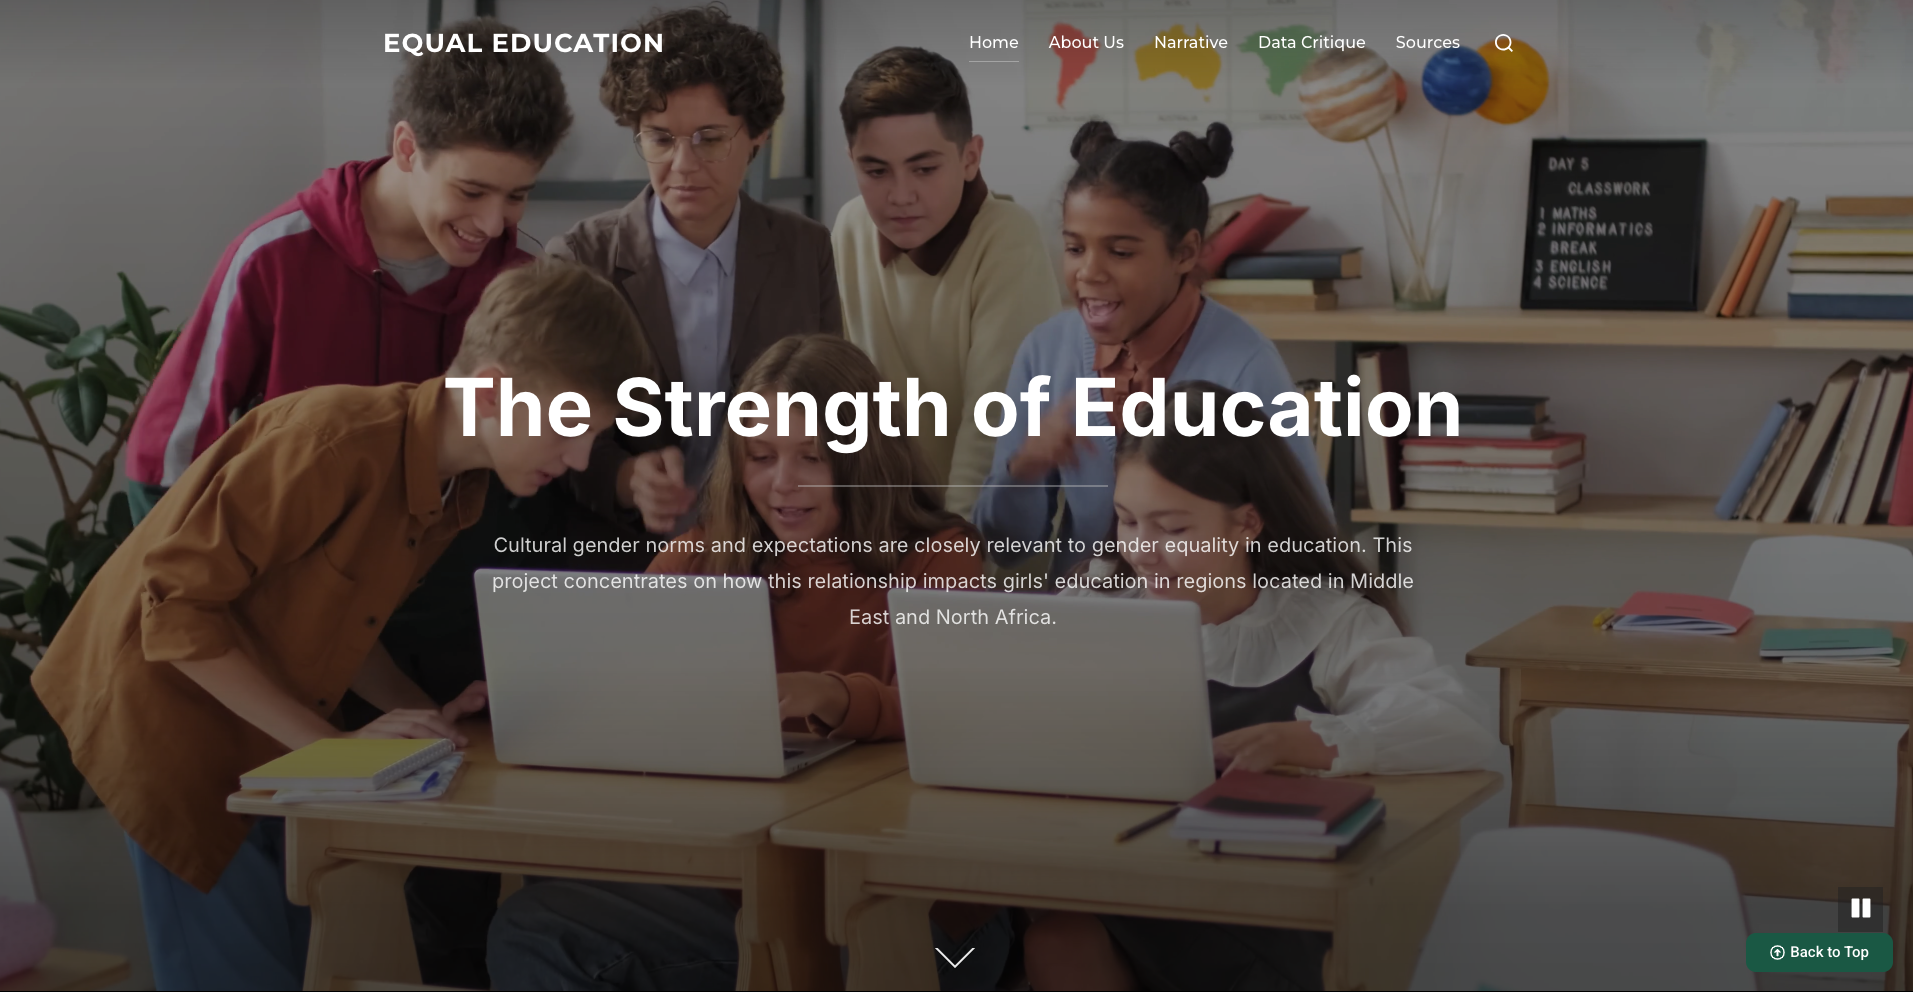 EQUAL EDUCATION
Home About Us Narrative Data Critique Sources
DAY 5
CLASSWORK
1 MATHS
2 INFORMATICS
BREAK
3 ENGLISH
4 SCIENCE
The Strength of Education
Cultural gender norms and expectations are closely relevant to gender equality in education. This
project concentrates on how this relationship impacts girls' education in regions located in Middle
East and North Africa.
Back to Top